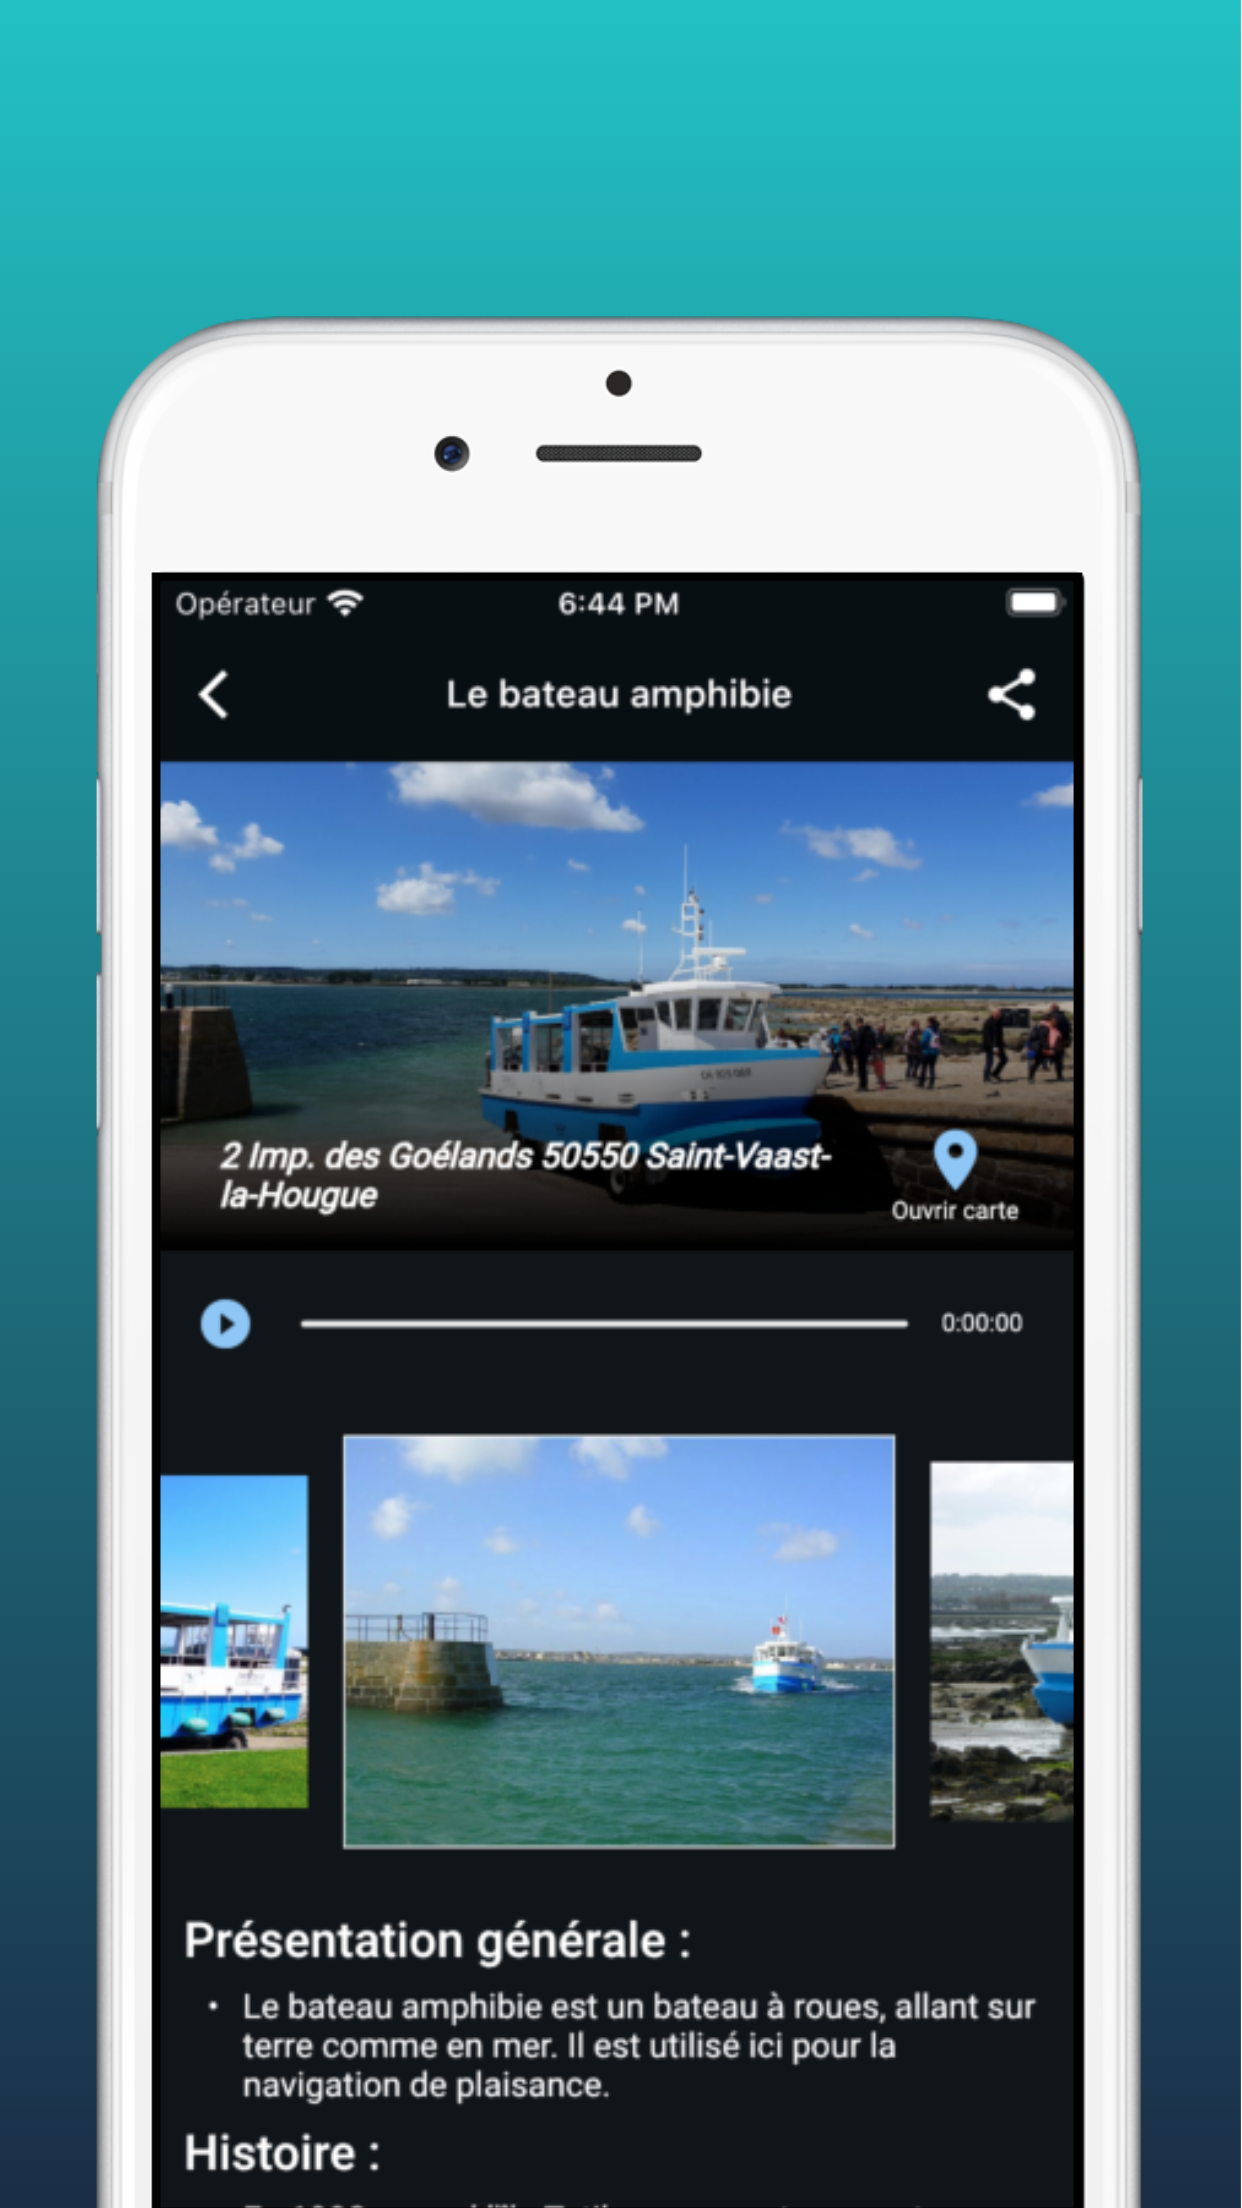 Opérateur
6:44 PM
Le bateau amphibie
2 Imp. des Goélands 50550 Saint-Vaast-
la-Hougue
Ouvrir carte
0:00:00
Présentation générale :
• Le bateau amphibie est un bateau à roues, allant sur
terre comme en mer. Il est utilisé ici pour la
navigation de plaisance.
Histoire :